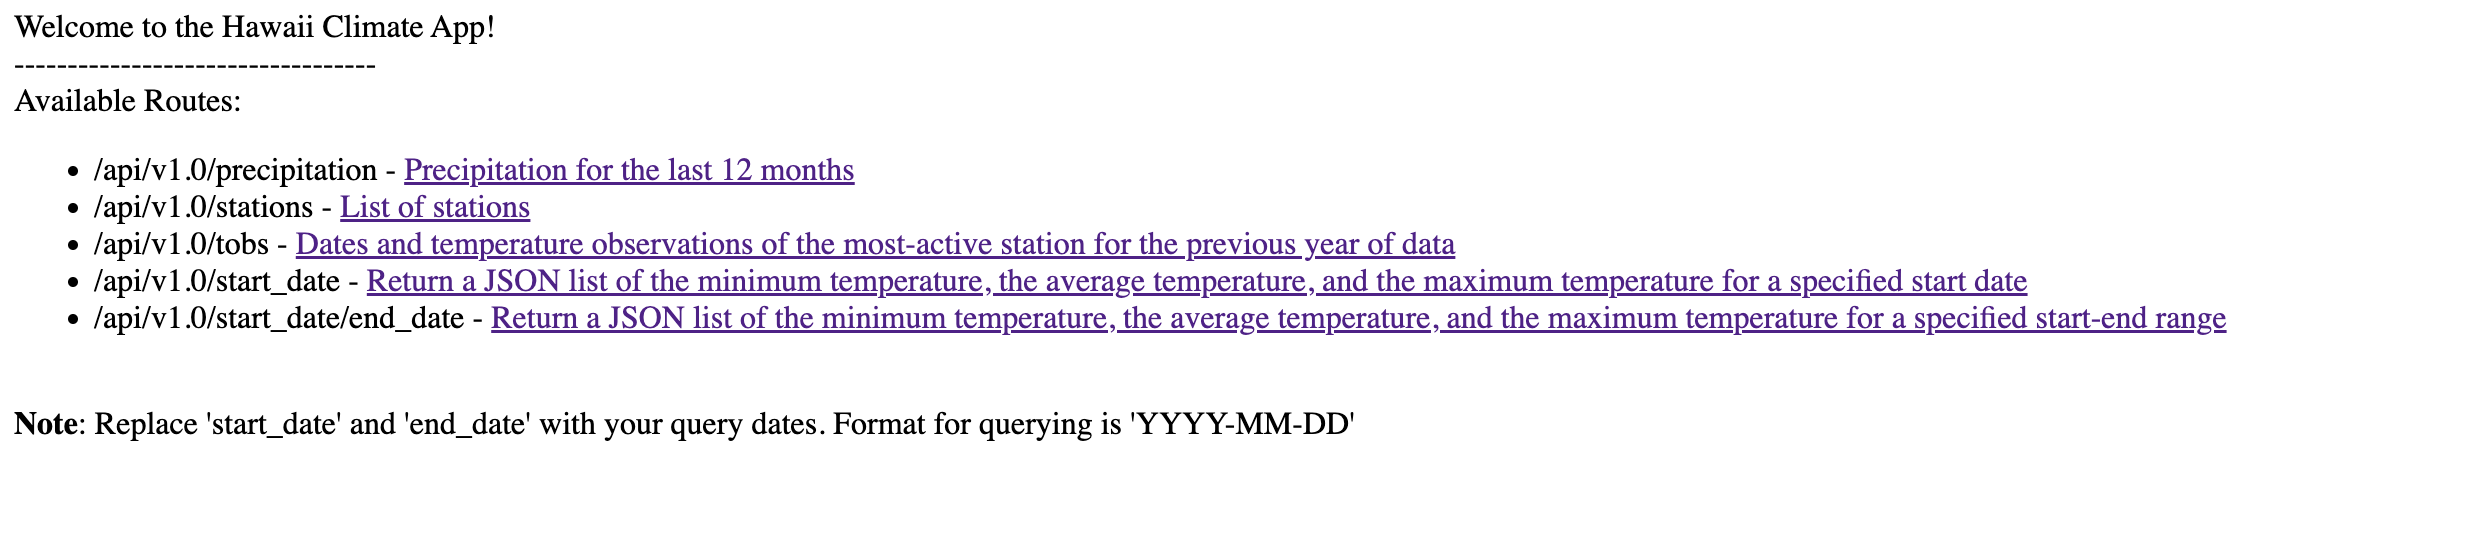 Welcome to the Hawaii Climate App!
---------------------------------
Available Routes:
• /api/v1.0/precipitation - Precipitation for the last 12 months
• /api/v1.0/stations - List of stations
• /api/v1.0/tobs - Dates and temperature observations of the most-active station for the previous year of data
• /api/v1.0/start_date - Return a JSON list of the minimum temperature, the average temperature, and the maximum temperature for a specified start date
• /api/v1.0/start_date/end_date - Return a JSON list of the minimum temperature, the average temperature, and the maximum temperature for a specified start-end range
Note: Replace 'start_date' and 'end_date' with your query dates. Format for querying is 'YYYY-MM-DD'